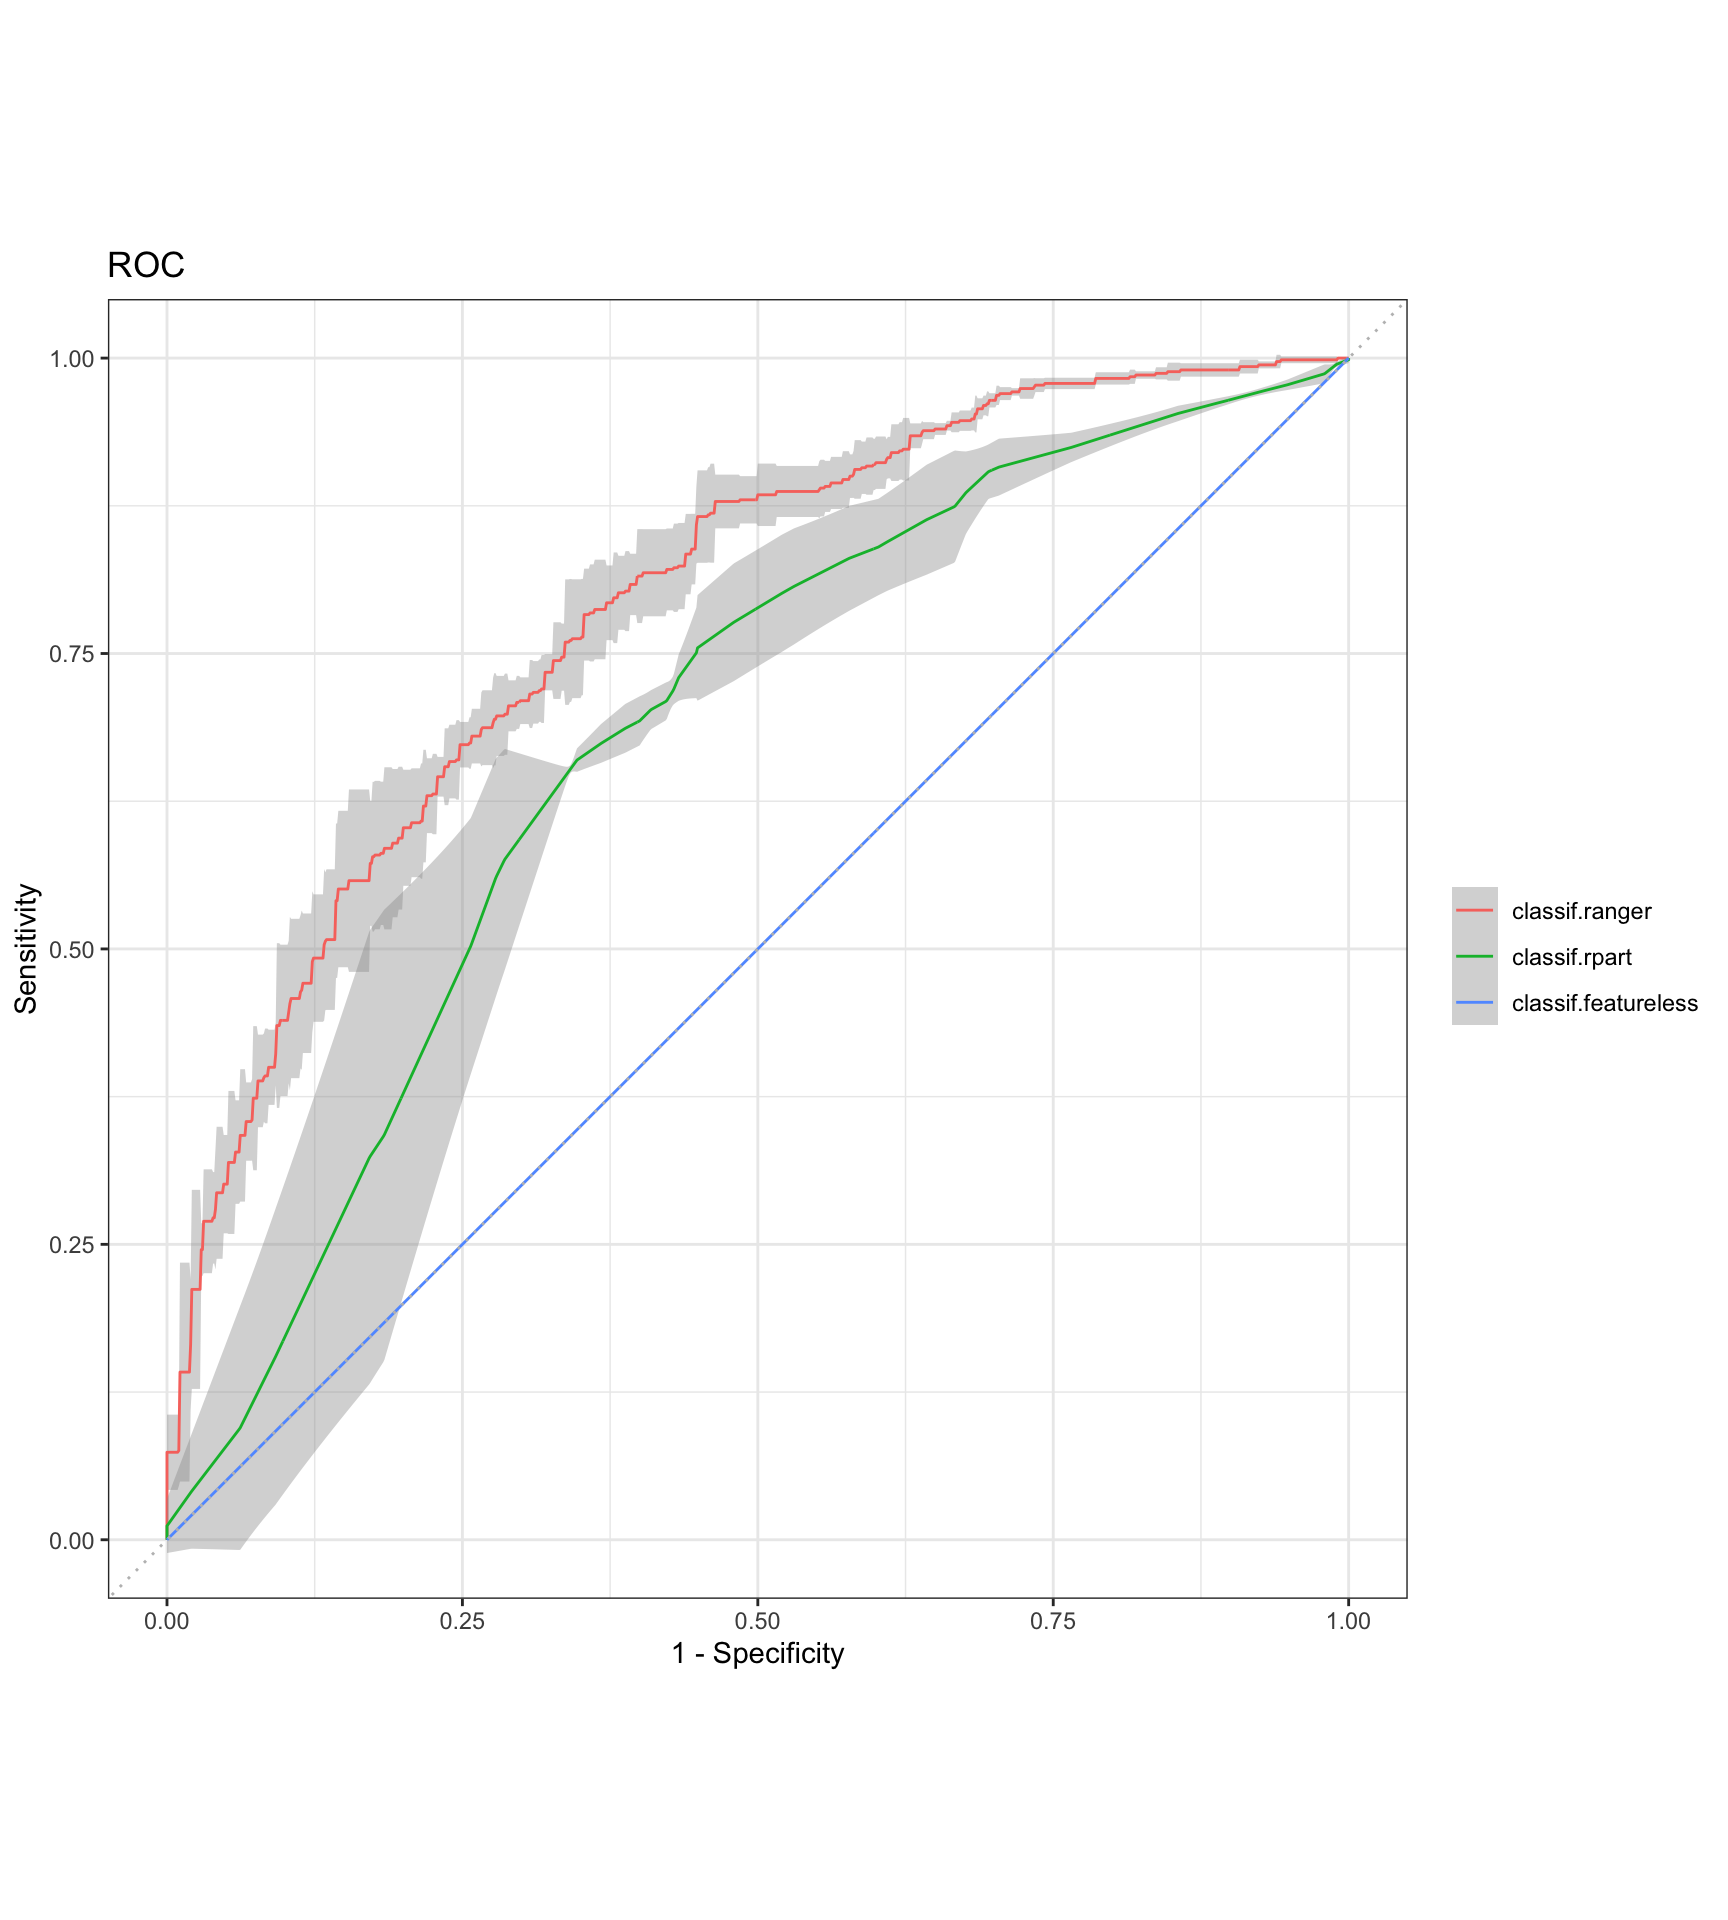 ROC
1.00
0.75
0.50
0.25
0.00
Sensitivity
0.00 0.25 0.50 0.75 1.00
1 - Specificity
classif.ranger
classif.rpart
classif.featureless